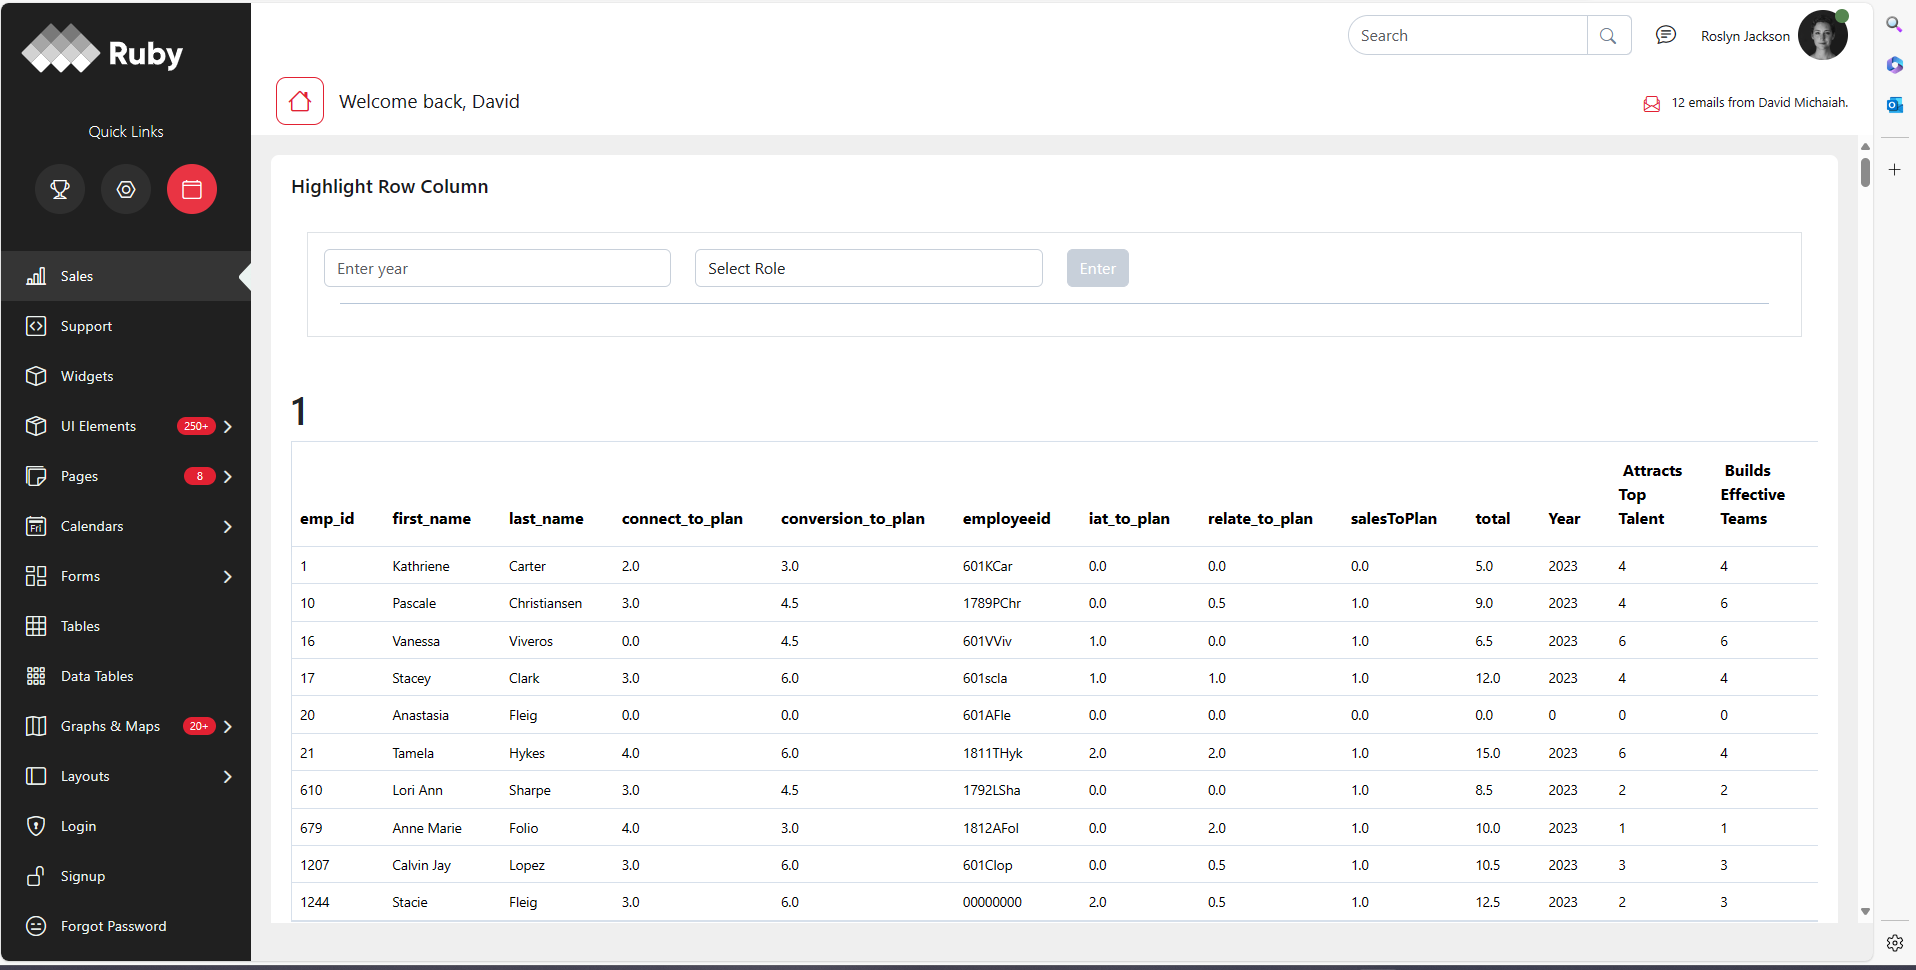 Ruby
Search
Roslyn Jackson
Welcome back, David
12 emails from David Michaiah.
Quick Links
Sales
Support
Widgets
UI Elements 250+
Pages 8
Fri
Calendars
Forms
Tables
Data Tables
Graphs & Maps 20+
Layouts
Login
Signup
Forgot Password
Highlight Row Column
Enter year Select Role Enter
1
emp_id first_name last_name connect_to_plan conversion_to_plan employeeid iat_to_plan relate_to_plan salesToPlan total Year Attracts Top Talent Builds Effective Teams
1 Kathriene Carter 2.0 3.0 601KCar 0.0 0.0 0.0 5.0 2023 4 4
10 Pascale Christiansen 3.0 4.5 1789PChr 0.0 0.5 1.0 9.0 2023 4 6
16 Vanessa Viveros 0.0 4.5 601VViv 1.0 0.0 1.0 6.5 2023 6 6
17 Stacey Clark 3.0 6.0 601scla 1.0 1.0 1.0 12.0 2023 4 4
20 Anastasia Fleig 0.0 0.0 601AFle 0.0 0.0 0.0 0.0 0 0 0
21 Tamela Hykes 4.0 6.0 1811THyk 2.0 2.0 1.0 15.0 2023 6 4
610 Lori Ann Sharpe 3.0 4.5 1792LSha 0.0 0.0 1.0 8.5 2023 2 2
679 Anne Marie Folio 4.0 3.0 1812AFol 0.0 2.0 1.0 10.0 2023 1 1
1207 Calvin Jay Lopez 3.0 6.0 601Clop 0.0 0.5 1.0 10.5 2023 3 3
1244 Stacie Fleig 3.0 6.0 00000000 2.0 0.5 1.0 12.5 2023 2 3